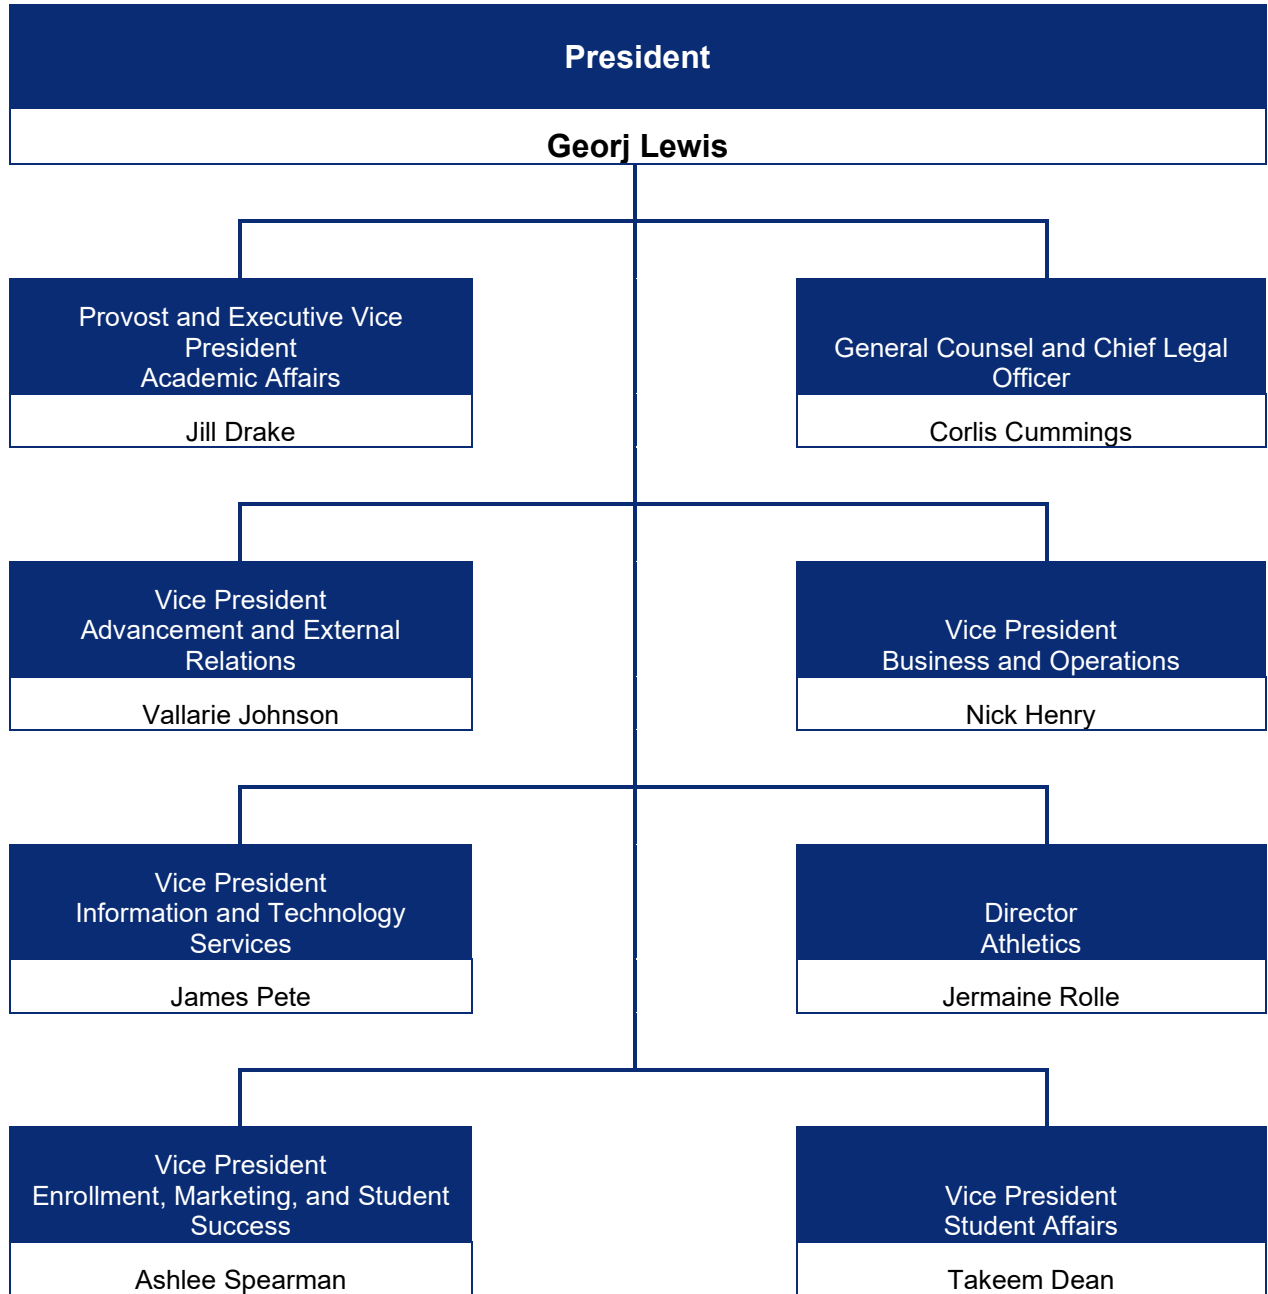 President
Georj Lewis
Provost and Executive Vice
President
Academic Affairs
Jill Drake
General Counsel and Chief Legal
Officer
Corlis Cummings
Vice President
Advancement and External
Relations
Vallarie Johnson
Vice President
Business and Operations
Nick Henry
Vice President
Information and Technology
Services
James Pete
Director
Athletics
Jermaine Rolle
Vice President
Enrollment, Marketing, and Student
Success
Ashlee Spearman
Vice President
Student Affairs
Takeem Dean